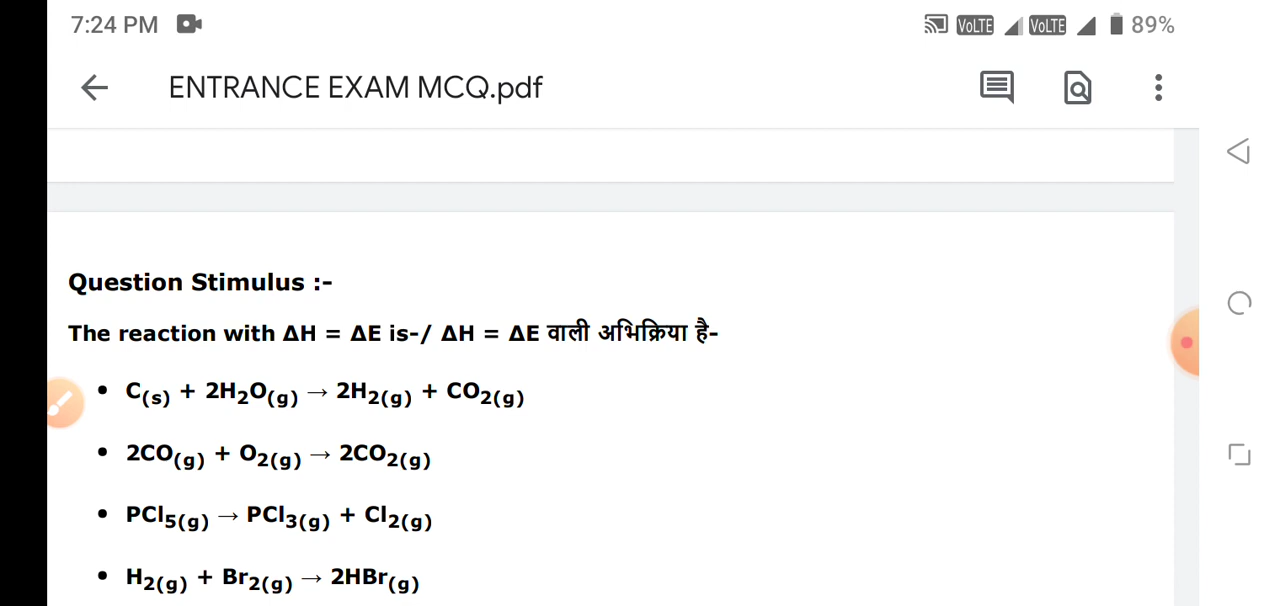 7:24 PM VoLTE VoLTE 89%
ENTRANCE EXAM MCQ.pdf
Question Stimulus :-
The reaction with ΔH = ΔE is-/ ΔH = ΔE वाली अभिक्रिया है-
• C(s) + 2H₂O(g) → 2H₂(g) + CO₂(g)
• 2CO(g) + O₂(g) → 2CO₂(g)
• PCl₅(g) → PCl₃(g) + Cl₂(g)
• H₂(g) + Br₂(g) → 2HBr(g)